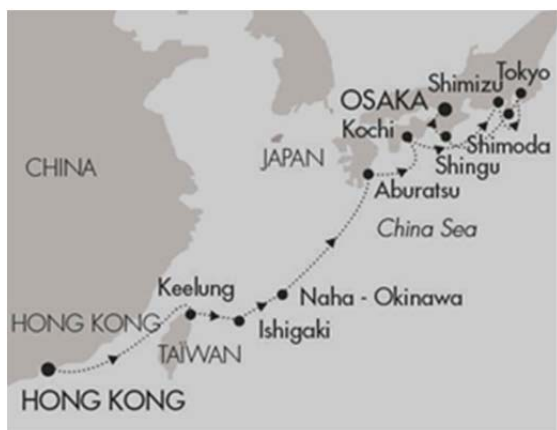 Tokyo
Shimizu
OSAKA
Kochi
Shimoda
JAPAN
Shingu
CHINA
Aburatsu
China Sea
Keelung
Naha - Okinawa
HONG KONG
Ishigaki
TAÏWAN
HONG KONG